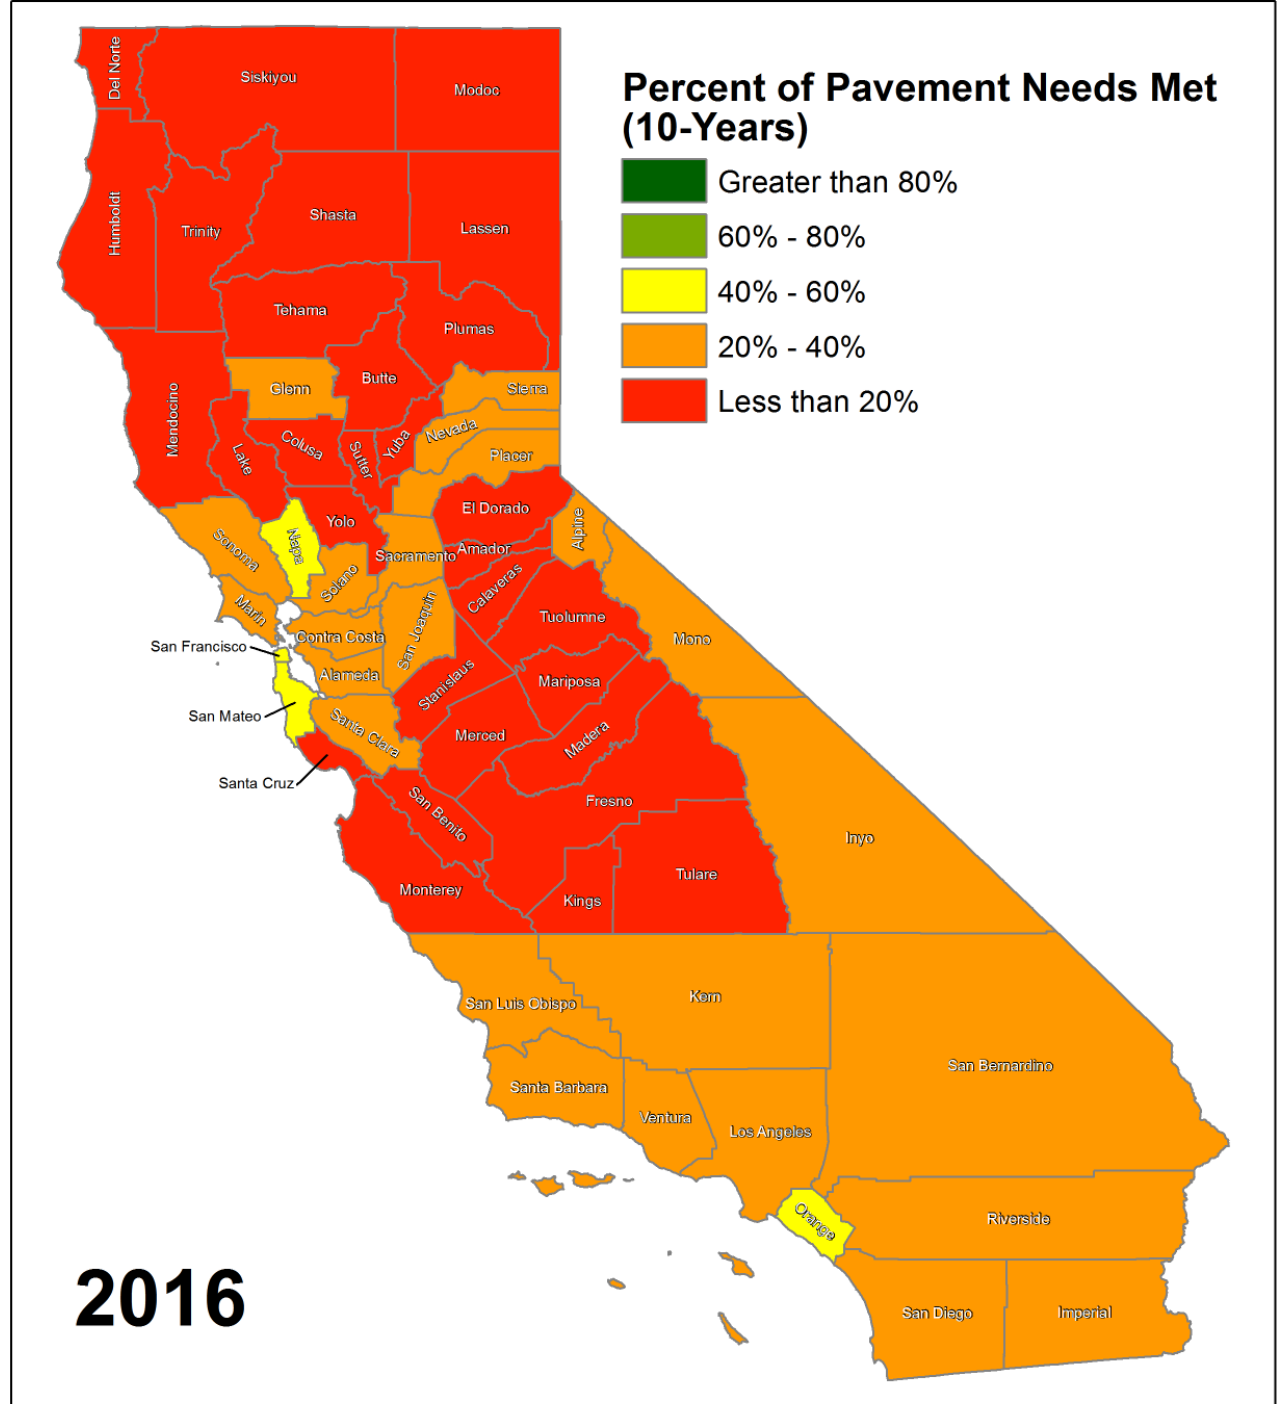 Percent of Pavement Needs Met
(10-Years)
Greater than 80%
60% - 80%
40% - 60%
20% - 40%
Less than 20%
Del Norte
Siskiyou
Modoc
Humboldt
Trinity
Shasta
Lassen
Tehama
Plumas
Mendocino
Glenn
Butte
Sierra
Lake
Colusa
Sutter
Yuba
Nevada
Placer
El Dorado
Yolo
Napa
Sonoma
Sacramento
Amador
Alpine
Solano
Calaveras
Marin
San Joaquin
Tuolumne
Mono
Contra Costa
San Francisco
Alameda
Stanislaus
Mariposa
San Mateo
Santa Clara
Merced
Madera
Santa Cruz
San Benito
Fresno
Inyo
Monterey
Kings
Tulare
San Luis Obispo
Kern
San Bernardino
Santa Barbara
Ventura
Los Angeles
Orange
Riverside
San Diego
Imperial
2016